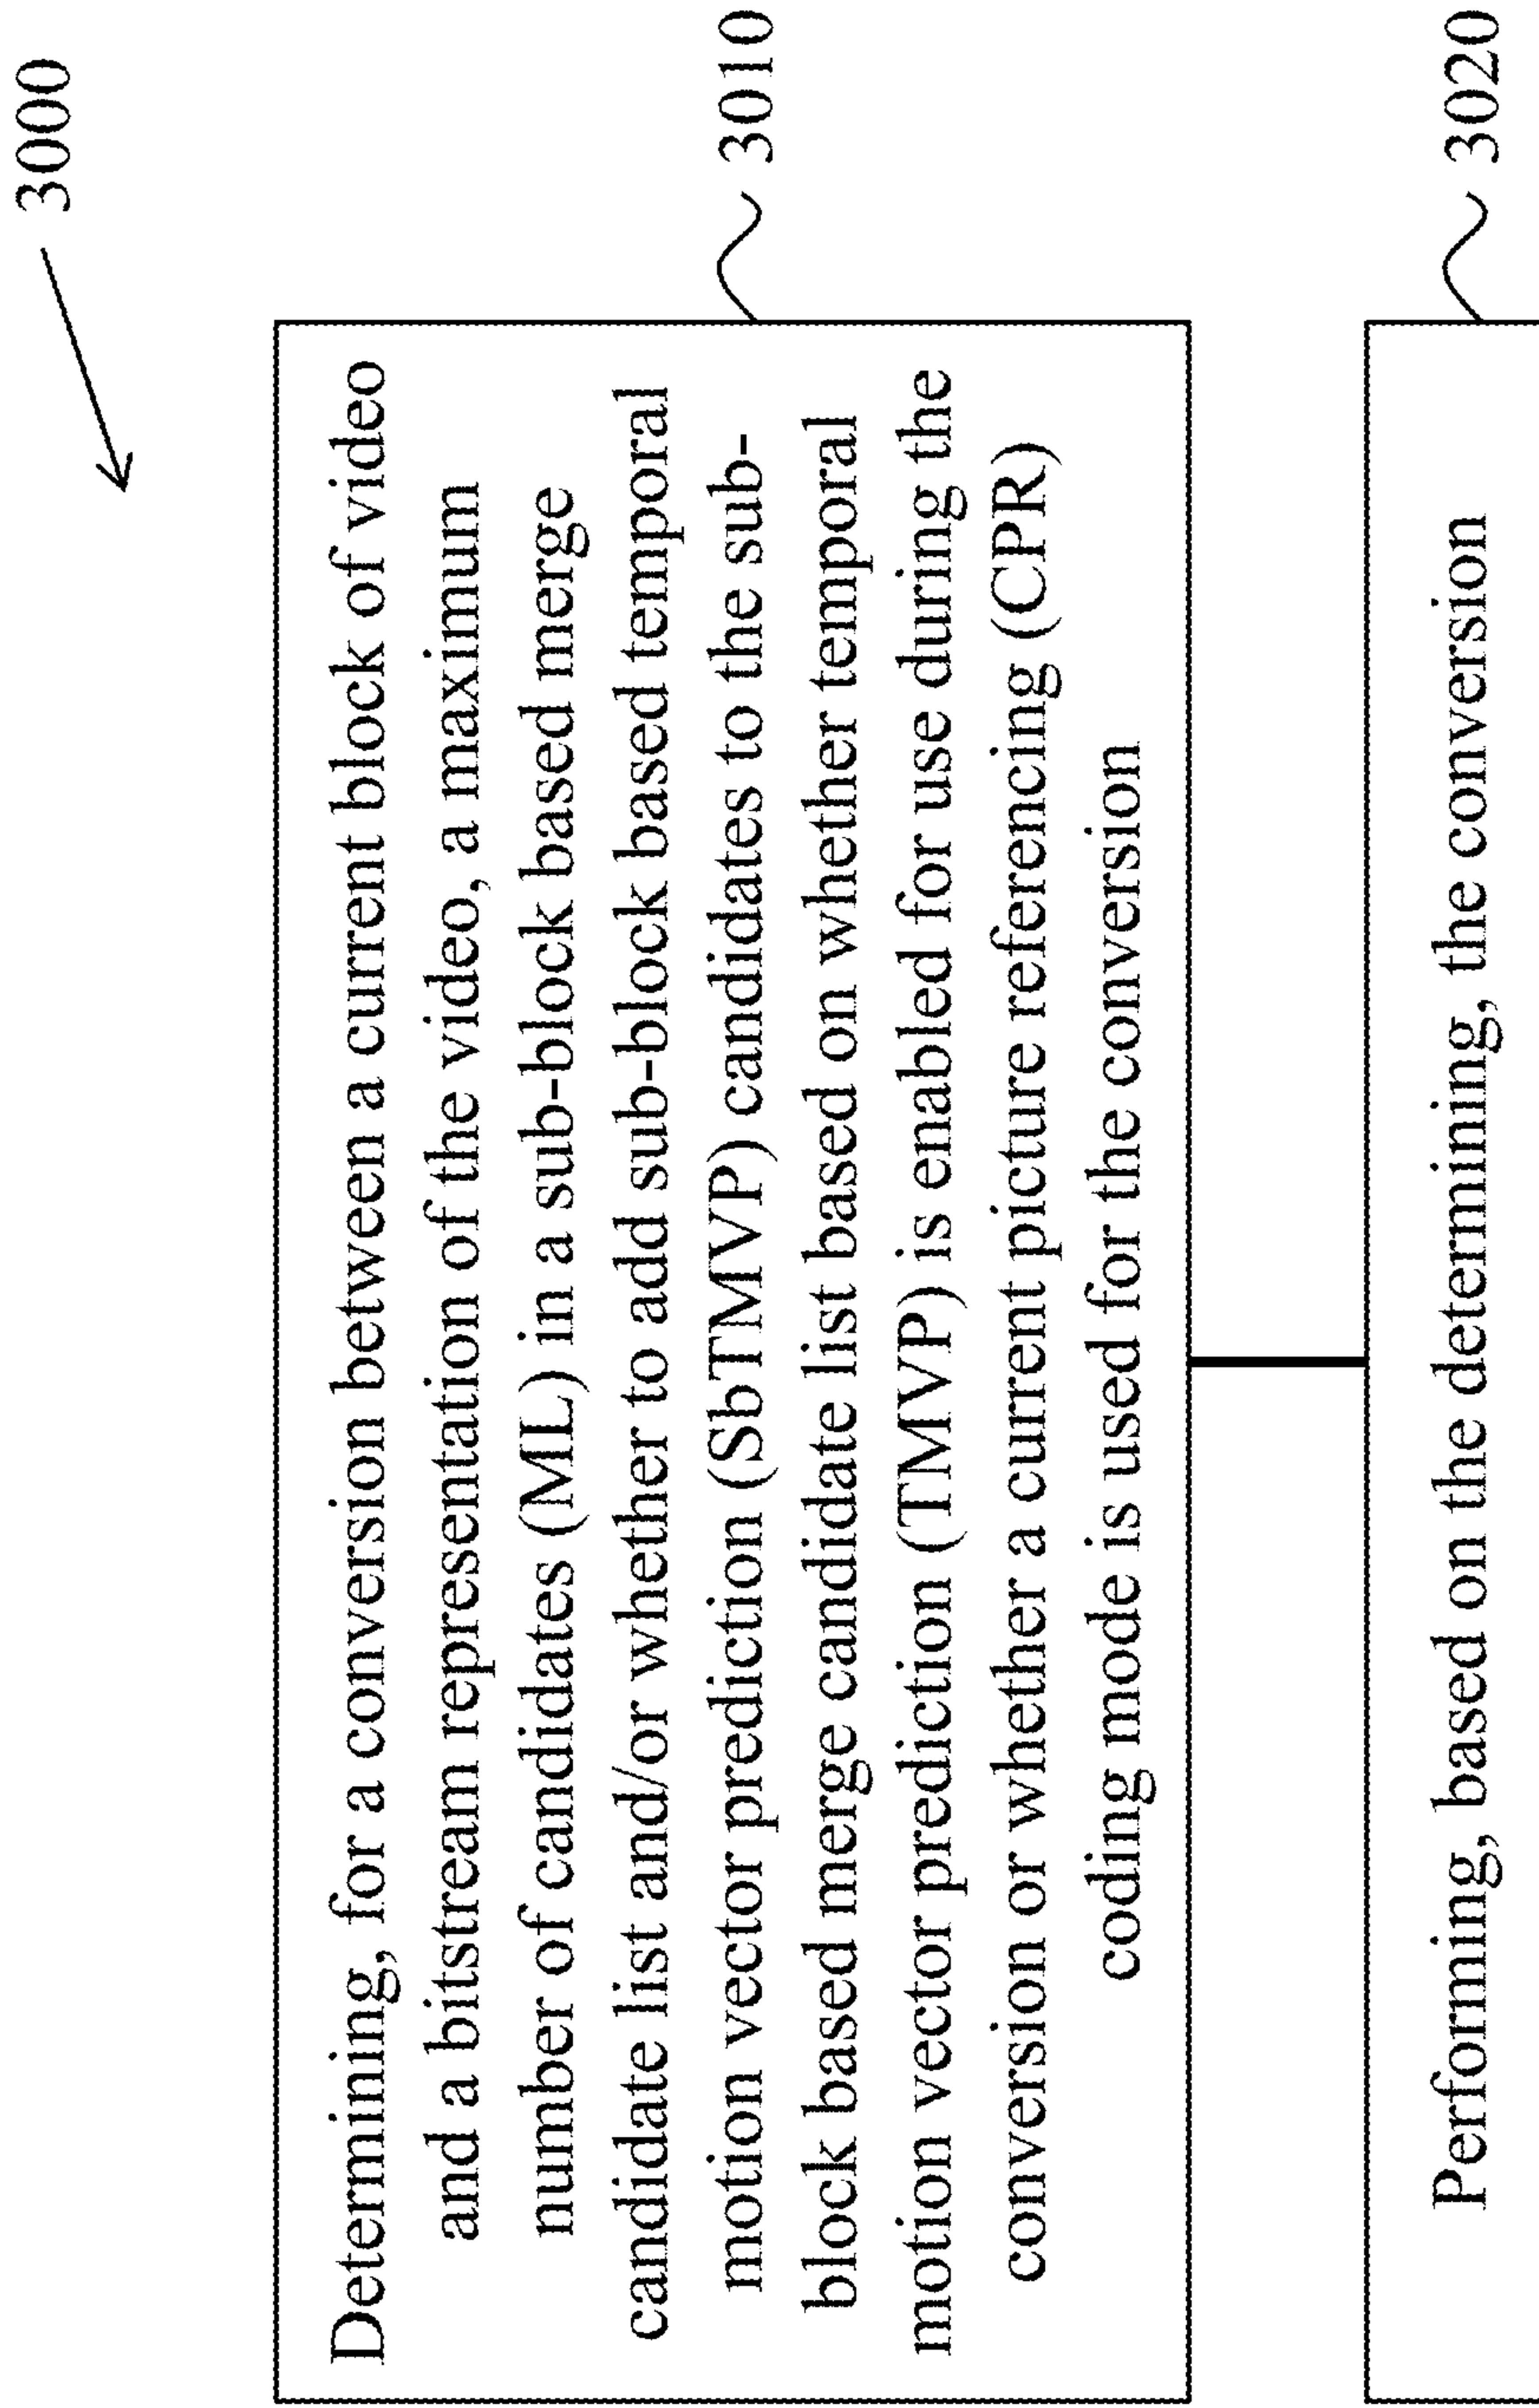 3000
Determining, for a conversion between a current block of video
and a bitstream representation of the video, a maximum
number of candidates (ML) in a sub-block based merge
candidate list and/or whether to add sub-block based temporal
motion vector prediction (SbTMVP) candidates to the sub-
block based merge candidate list based on whether temporal
motion vector prediction (TMVP) is enabled for use during the
conversion or whether a current picture referencing (CPR)
coding mode is used for the conversion
3010
Performing, based on the determining, the conversion
3020